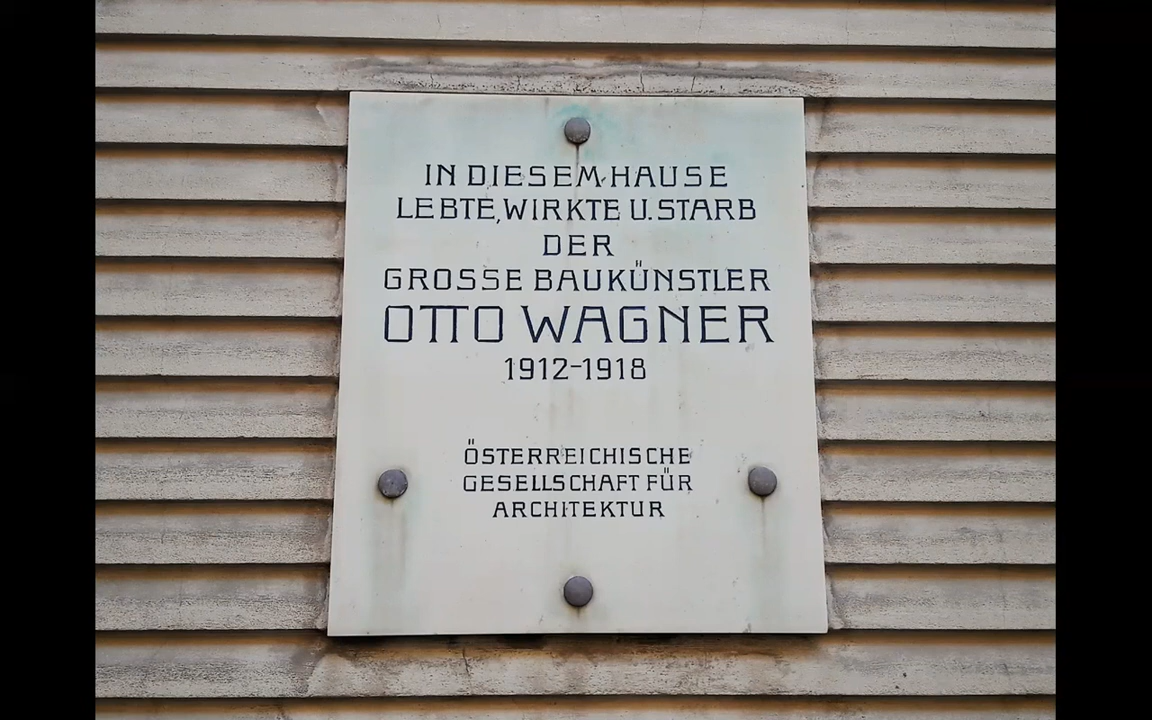 IN DIESEM HAUSE
LEBTE, WIRKTE U. STARB
DER
GROSSE BAUKÜNSTLER
OTTO WAGNER
1912-1918
ÖSTERREICHISCHE
GESELLSCHAFT FÜR
ARCHITEKTUR